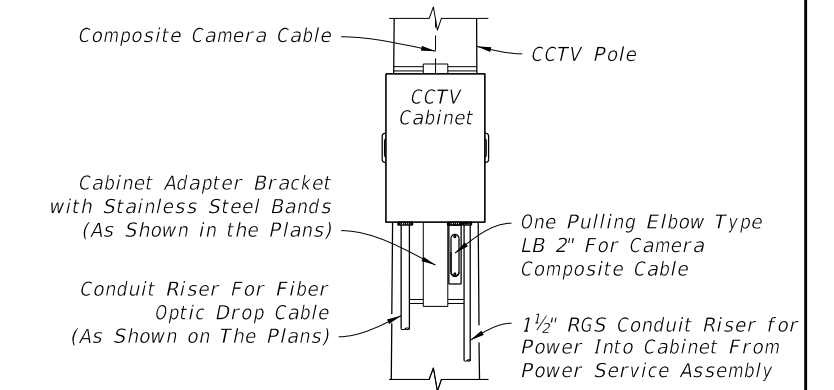 Composite Camera Cable
CCTV Pole
CCTV
Cabinet
Cabinet Adapter Bracket
with Stainless Steel Bands
(As Shown in the Plans)
One Pulling Elbow Type
LB 2" For Camera
Composite Cable
Conduit Riser For Fiber
Optic Drop Cable
(As Shown on The Plans)
1½" RGS Conduit Riser for
Power Into Cabinet From
Power Service Assembly